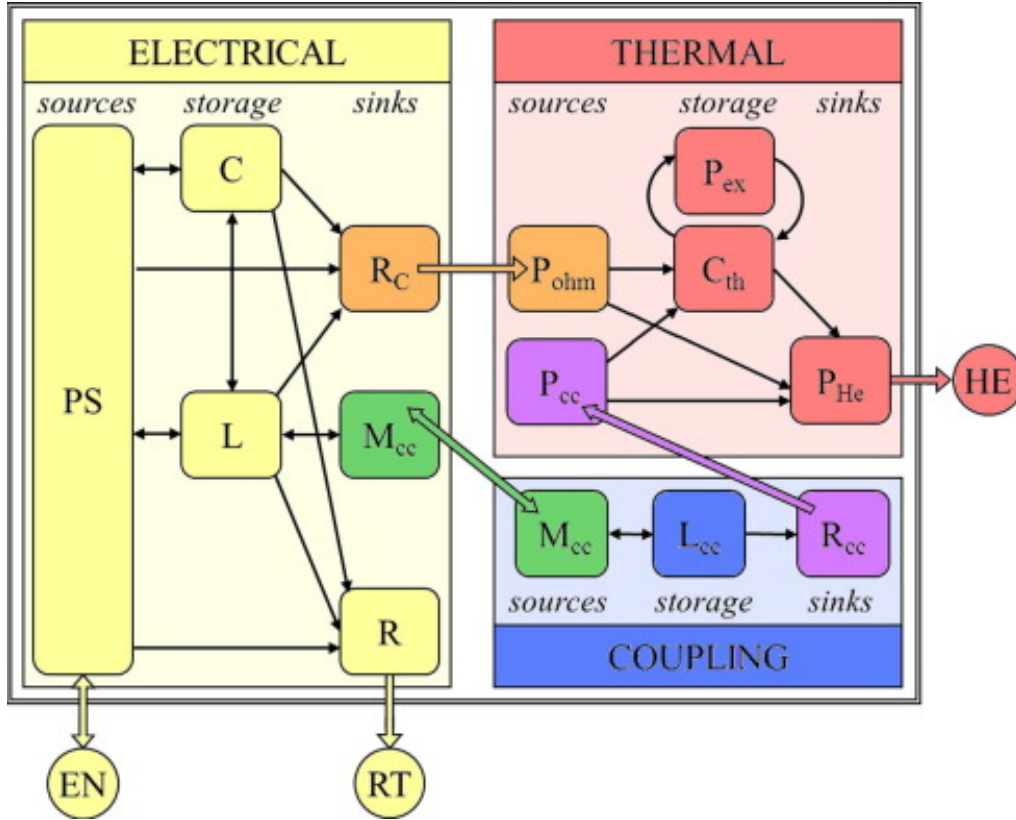 ELECTRICAL
sources storage sinks
PS
C
R_C
L
M_cc
R
EN
RT
THERMAL
sources storage sinks
P_ex
P_ohm
C_th
P_cc
P_He
HE
M_cc
L_cc
R_cc
sources storage sinks
COUPLING